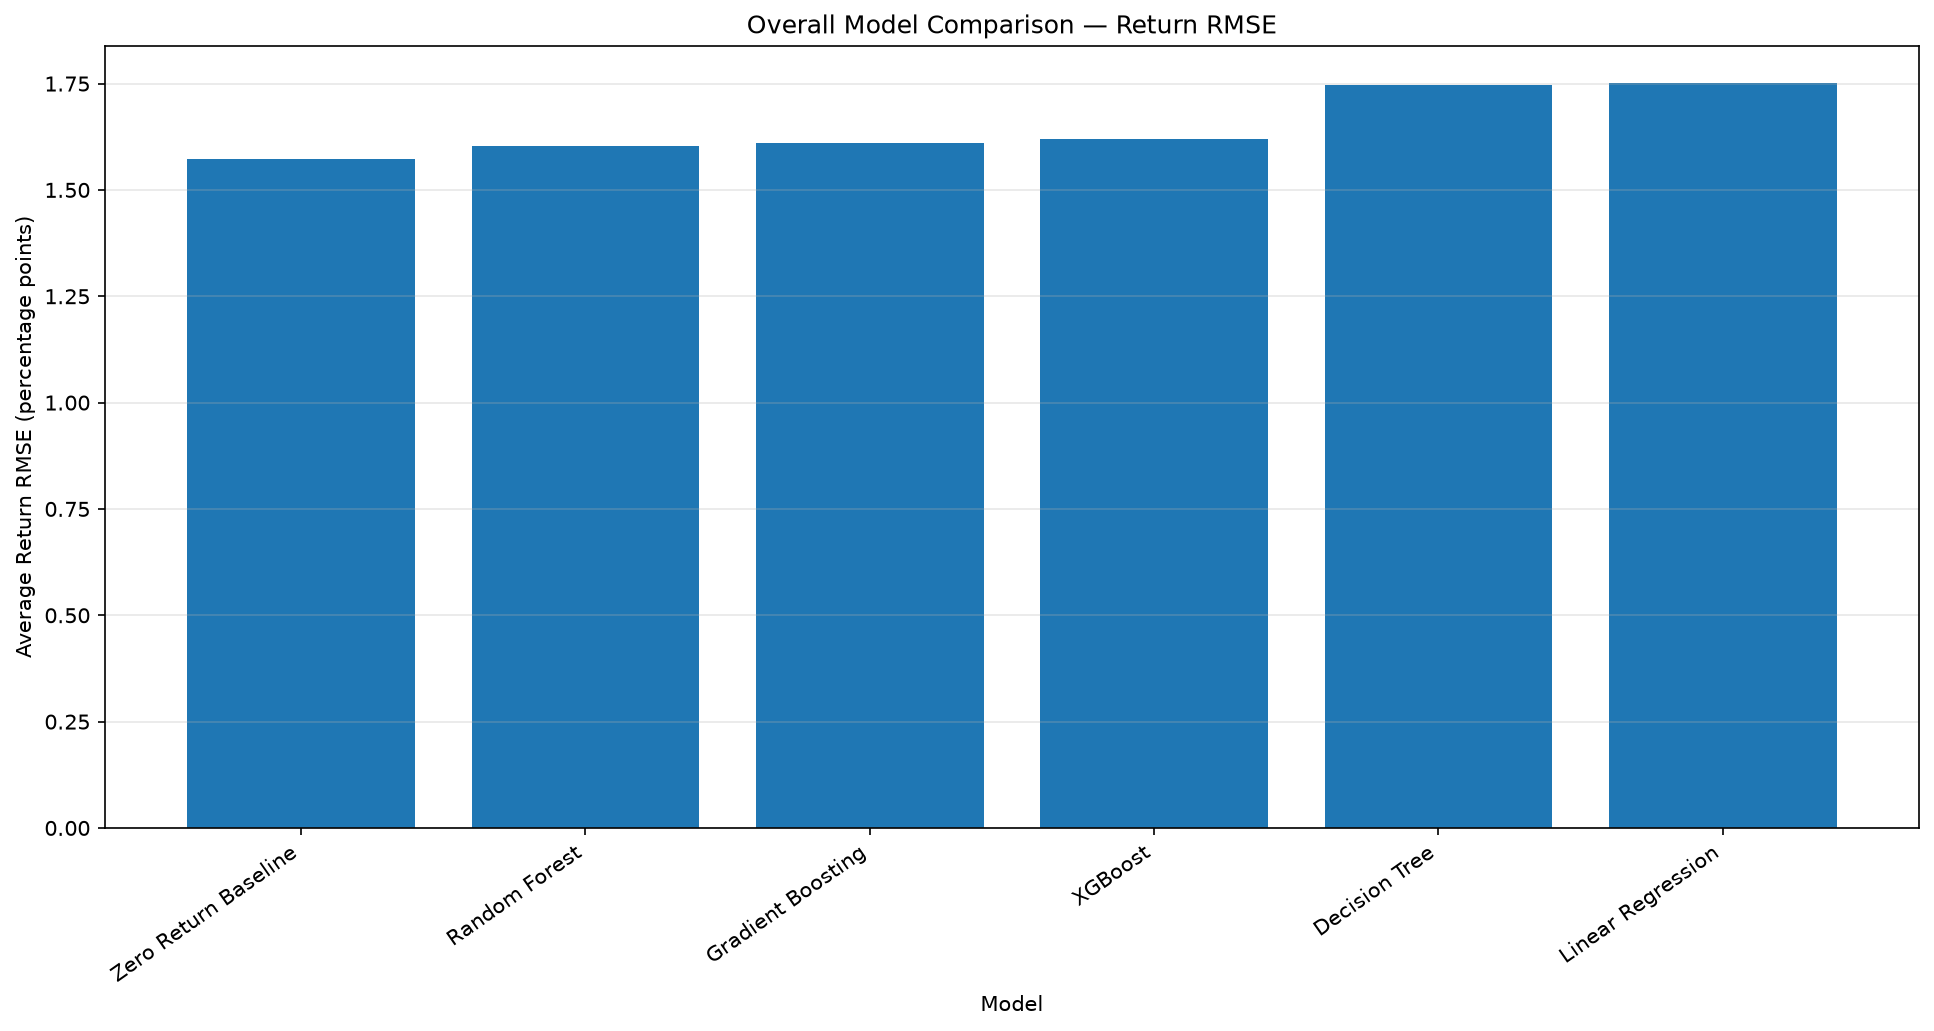 Overall Model Comparison — Return RMSE
Average Return RMSE (percentage points)
1.75
1.50
1.25
1.00
0.75
0.50
0.25
0.00
Zero Return Baseline
Random Forest
Gradient Boosting
XGBoost
Decision Tree
Linear Regression
Model